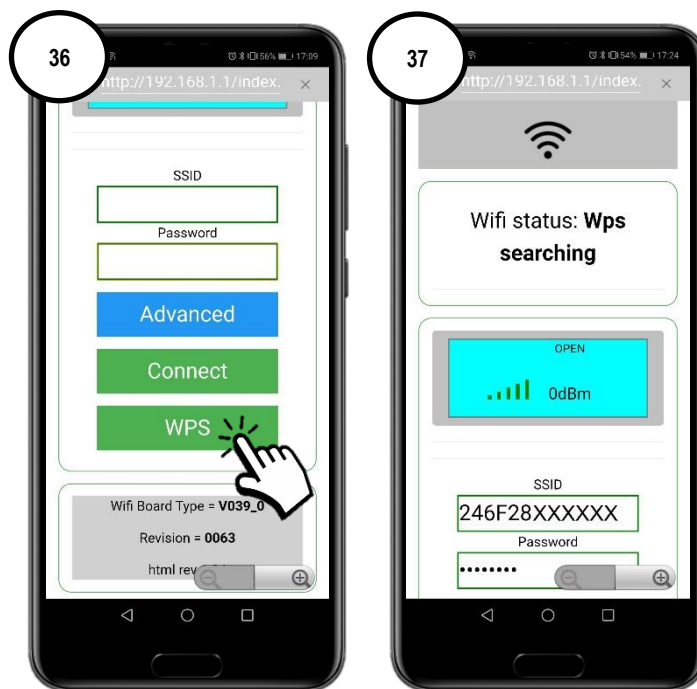 36
56% 17:09
http://192.168.1.1/index. ×
SSID
Password
Advanced
Connect
WPS
Wifi Board Type = V039_0
Revision = 0063
html rev
37
54% 17:24
http://192.168.1.1/index. ×
Wifi status: Wps
searching
OPEN
0dBm
SSID
246F28XXXXXX
Password
••••••••